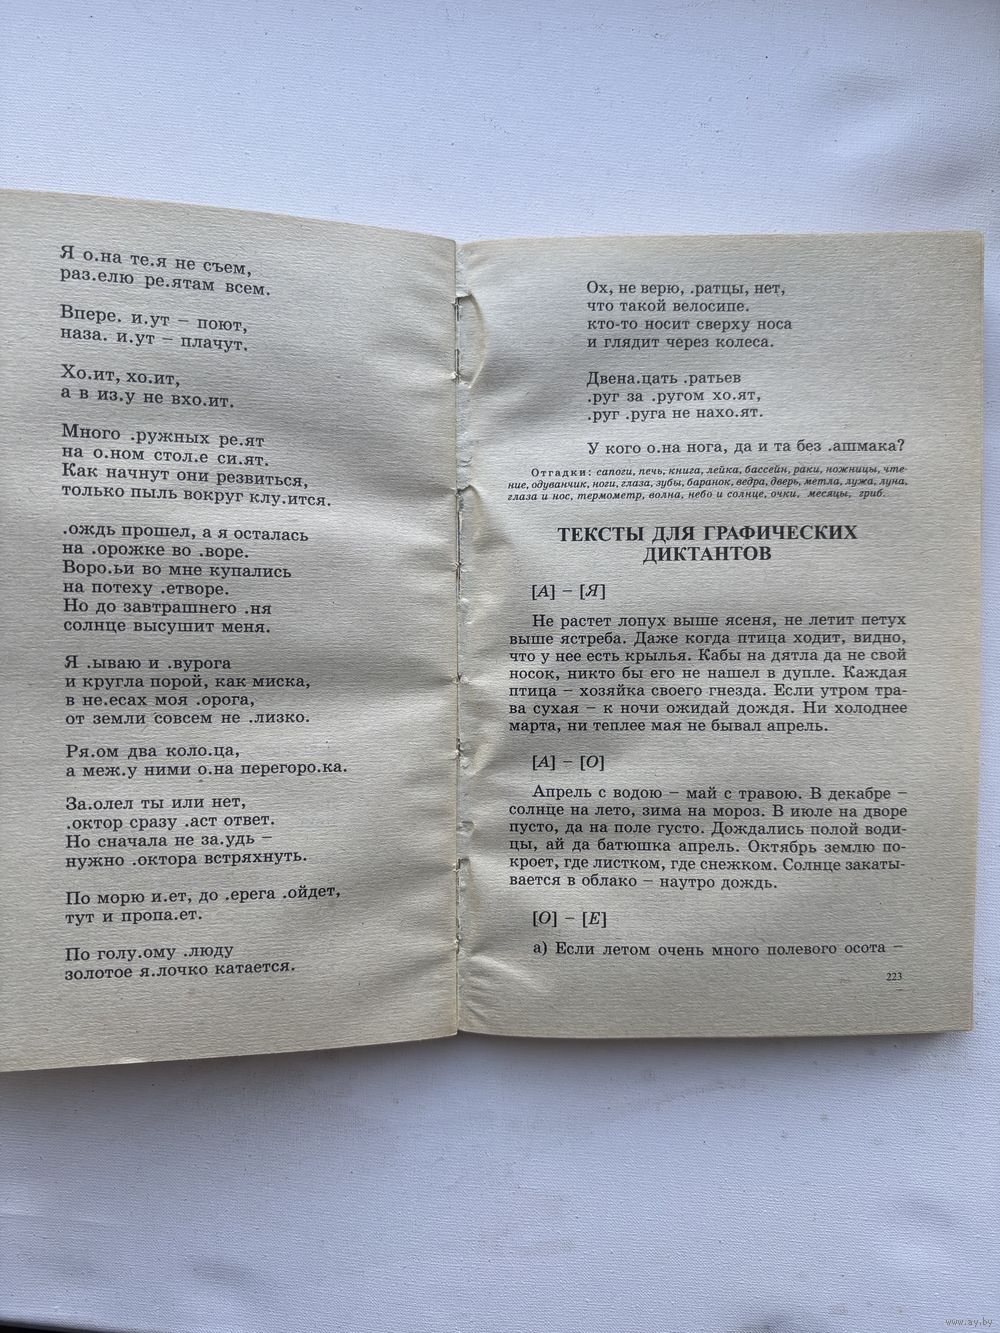 Я о.на те.я не съем,
раз.елю ре.ятам всем.
Впере. и.ут – поют,
наза. и.ут – плачут.
Хо.ит, хо.ит,
а в из.у не вхо.ит.
Много .ружных ре.ят
на о.ном стол.е си.ят.
Как начнут они резвиться,
только пыль вокруг клу.ится.
.ождь прошел, а я осталась
на .орожке во .воре.
Воро.ьи во мне купались
на потеху .етворе.
Но до завтрашнего .ня
солнце высушит меня.
Я .ываю и .вурога
и кругла порой, как миска,
в не.есах моя .орога,
от земли совсем не .лизко.
Ря.ом два коло.ца,
а меж.у ними о.на перегоро.ка.
За.олел ты или нет,
.октор сразу .аст ответ.
Но сначала не за.удь –
нужно .октора встряхнуть.
По морю и.ет, до .ерега .ойдет,
тут и пропа.ет.
По голу.ому .люду
золотое я.лочко катается.
Ох, не верю, .ратцы, нет,
что такой велосипе.
кто-то носит сверху носа
и глядит через колеса.
Двена.цать .ратьев
.руг за .ругом хо.ят,
.руг .руга не нахо.ят.
У кого о.на нога, да и та без .ашмака?
Отгадки: сапоги, печь, книга, лейка, бассейн, раки, ножницы, чте-
ние, одуванчик, ноги, глаза, зубы, баранок, ведра, дверь, метла, лужа, луна,
глаза и нос, термометр, волна, небо и солнце, очки, месяцы, гриб.
ТЕКСТЫ ДЛЯ ГРАФИЧЕСКИХ
ДИКТАНТОВ
[А] – [Я]
Не растет лопух выше ясеня, не летит петух
выше ястреба. Даже когда птица ходит, видно,
что у нее есть крылья. Кабы на дятла да не свой
носок, никто бы его не нашел в дупле. Каждая
птица – хозяйка своего гнезда. Если утром тра-
ва сухая – к ночи ожидай дождя. Ни холоднее
марта, ни теплее мая не бывал апрель.
[А] – [О]
Апрель с водою – май с травою. В декабре –
солнце на лето, зима на мороз. В июле на дворе
пусто, да на поле густо. Дождались полой води-
цы, ай да батюшка апрель. Октябрь землю по-
кроет, где листком, где снежком. Солнце закаты-
вается в облако – наутро дождь.
[О] – [Е]
а) Если летом очень много полевого осота –
223
www.ay.by